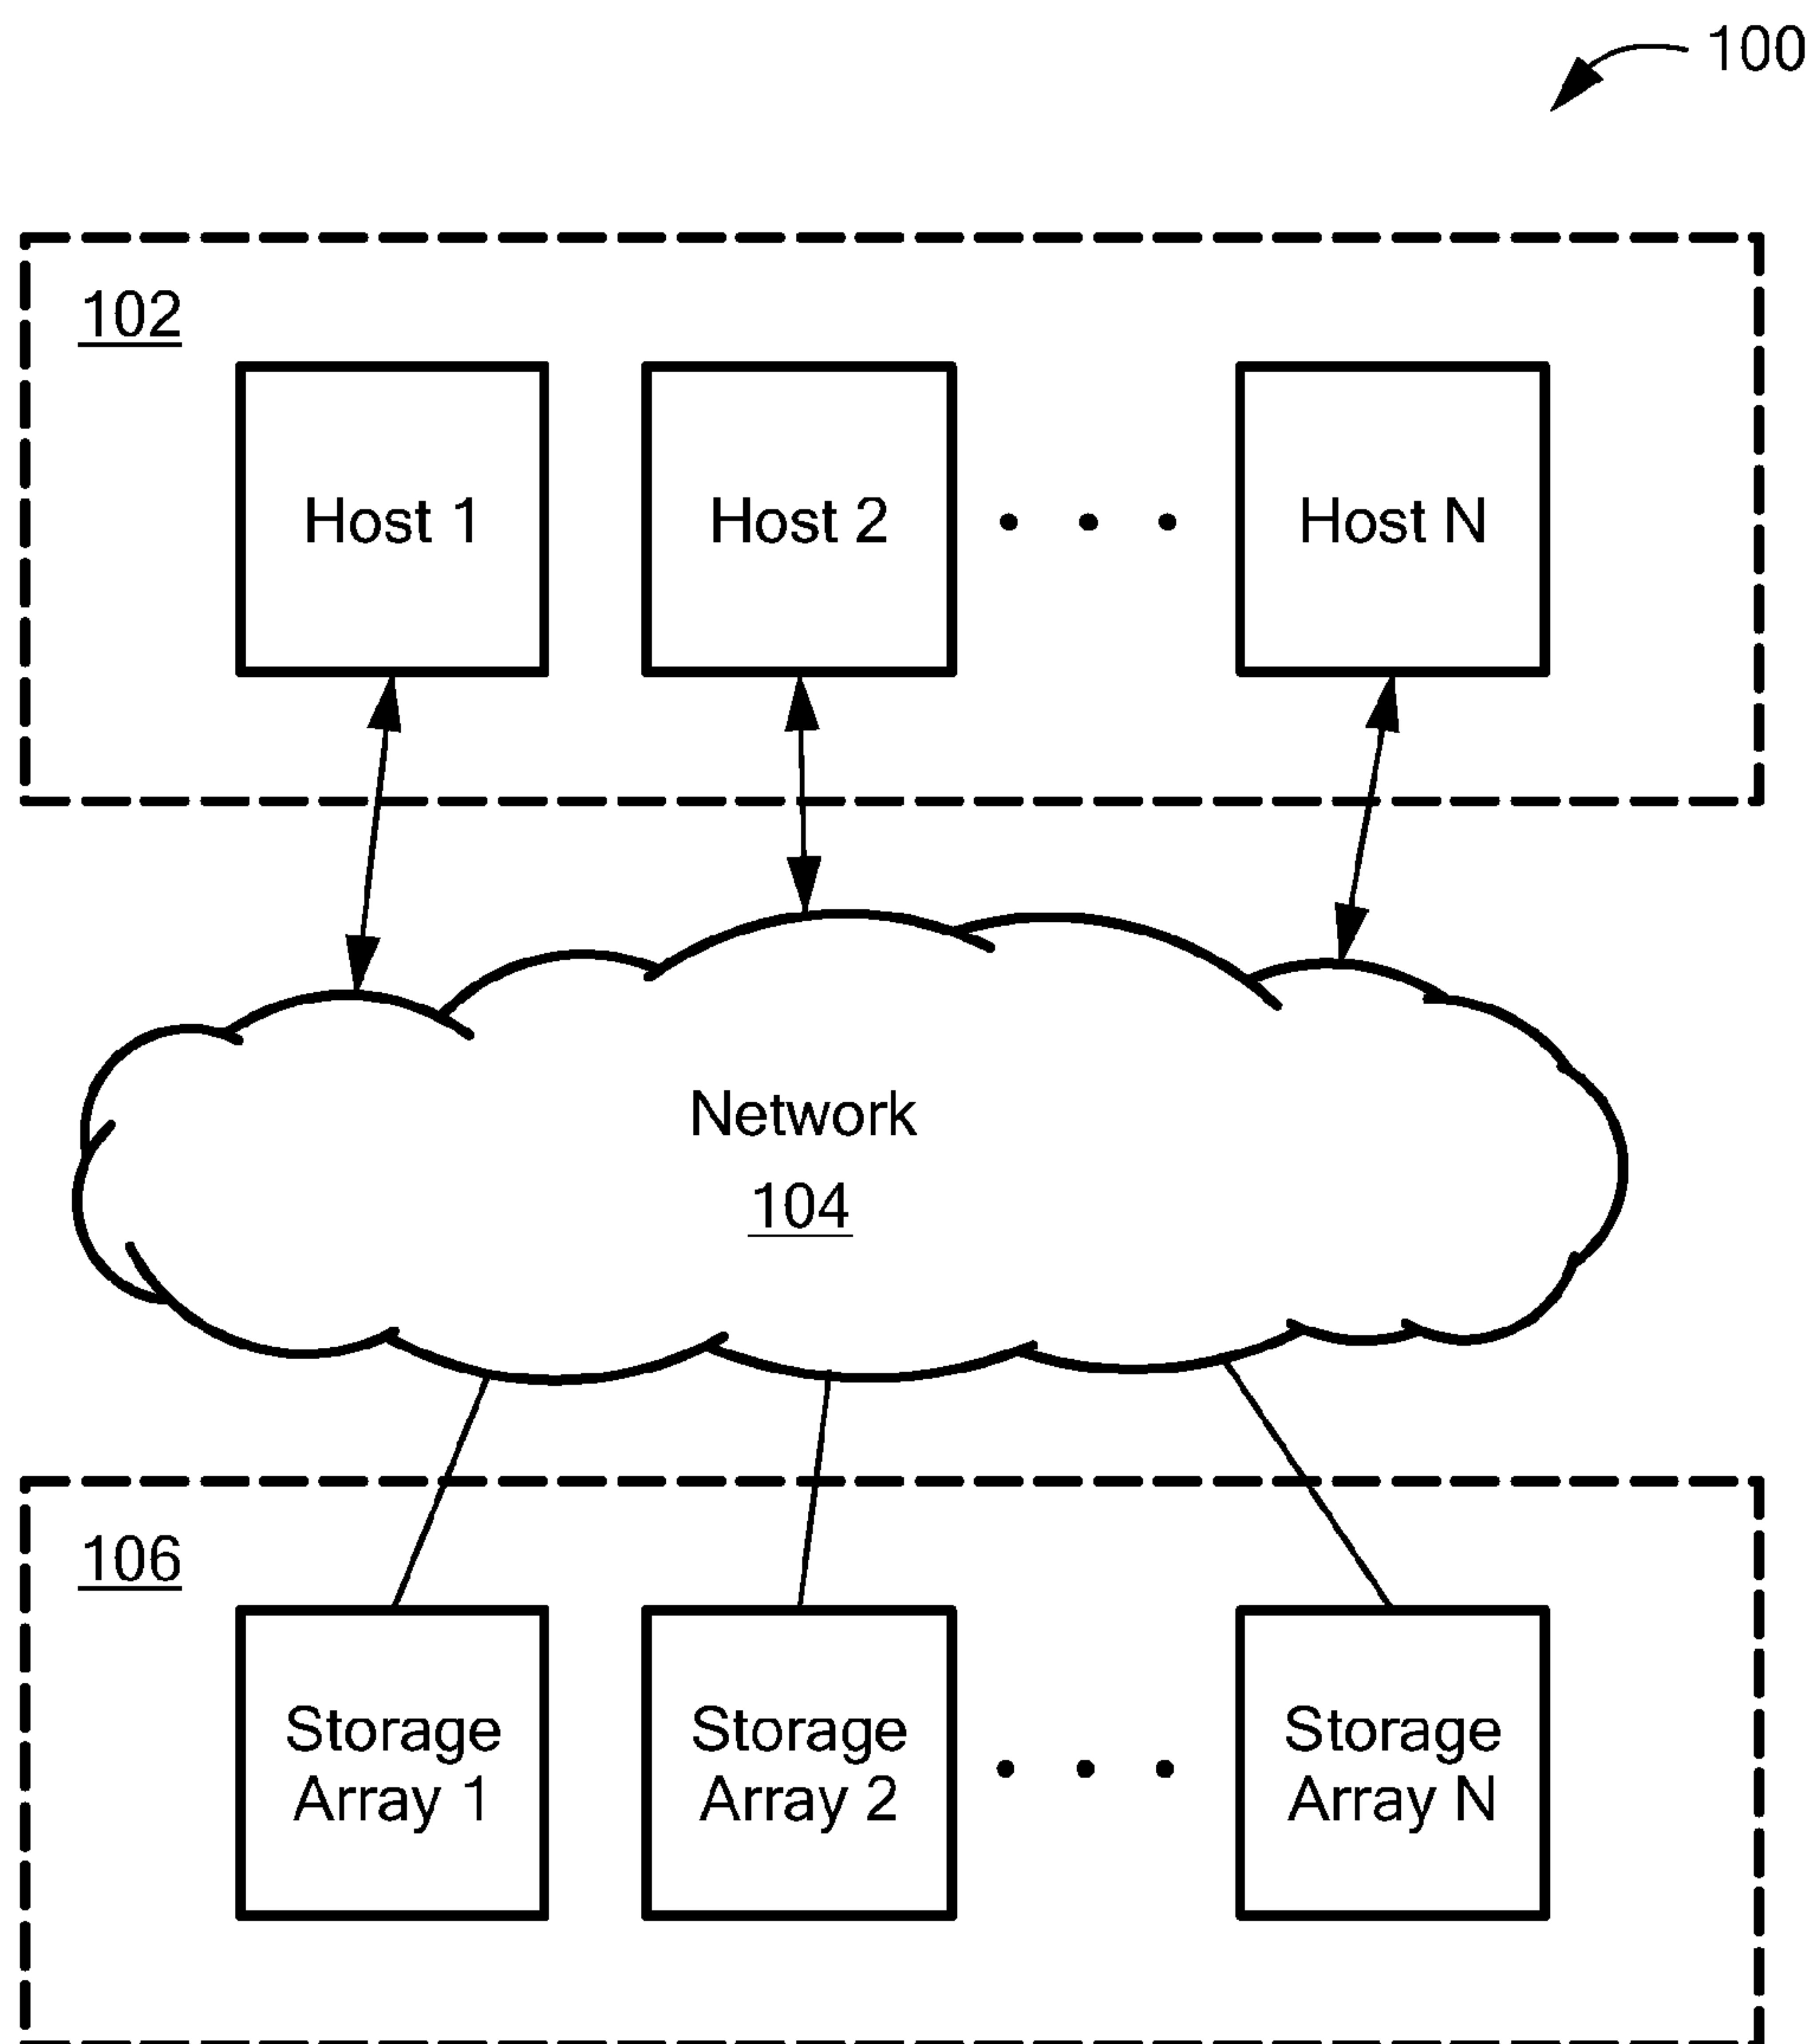 100
102
Host 1
Host 2
Host N
Network
104
106
Storage
Array 1
Storage
Array 2
Storage
Array N